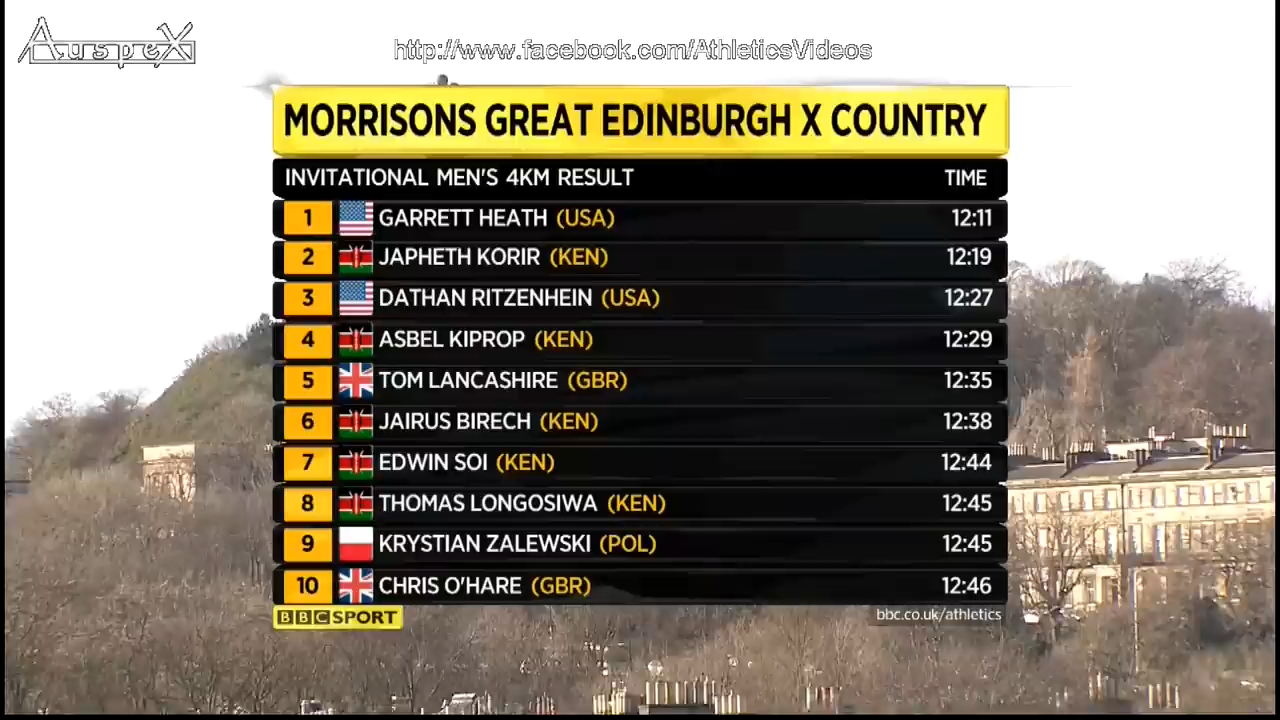 AuspeX
http://www.facebook.com/AthleticsVideos
MORRISONS GREAT EDINBURGH X COUNTRY
INVITATIONAL MEN'S 4KM RESULT TIME
1 GARRETT HEATH (USA) 12:11
2 JAPHETH KORIR (KEN) 12:19
3 DATHAN RITZENHEIN (USA) 12:27
4 ASBEL KIPROP (KEN) 12:29
5 TOM LANCASHIRE (GBR) 12:35
6 JAIRUS BIRECH (KEN) 12:38
7 EDWIN SOI (KEN) 12:44
8 THOMAS LONGOSIWA (KEN) 12:45
9 KRYSTIAN ZALEWSKI (POL) 12:45
10 CHRIS O'HARE (GBR) 12:46
BBC SPORT bbc.co.uk/athletics